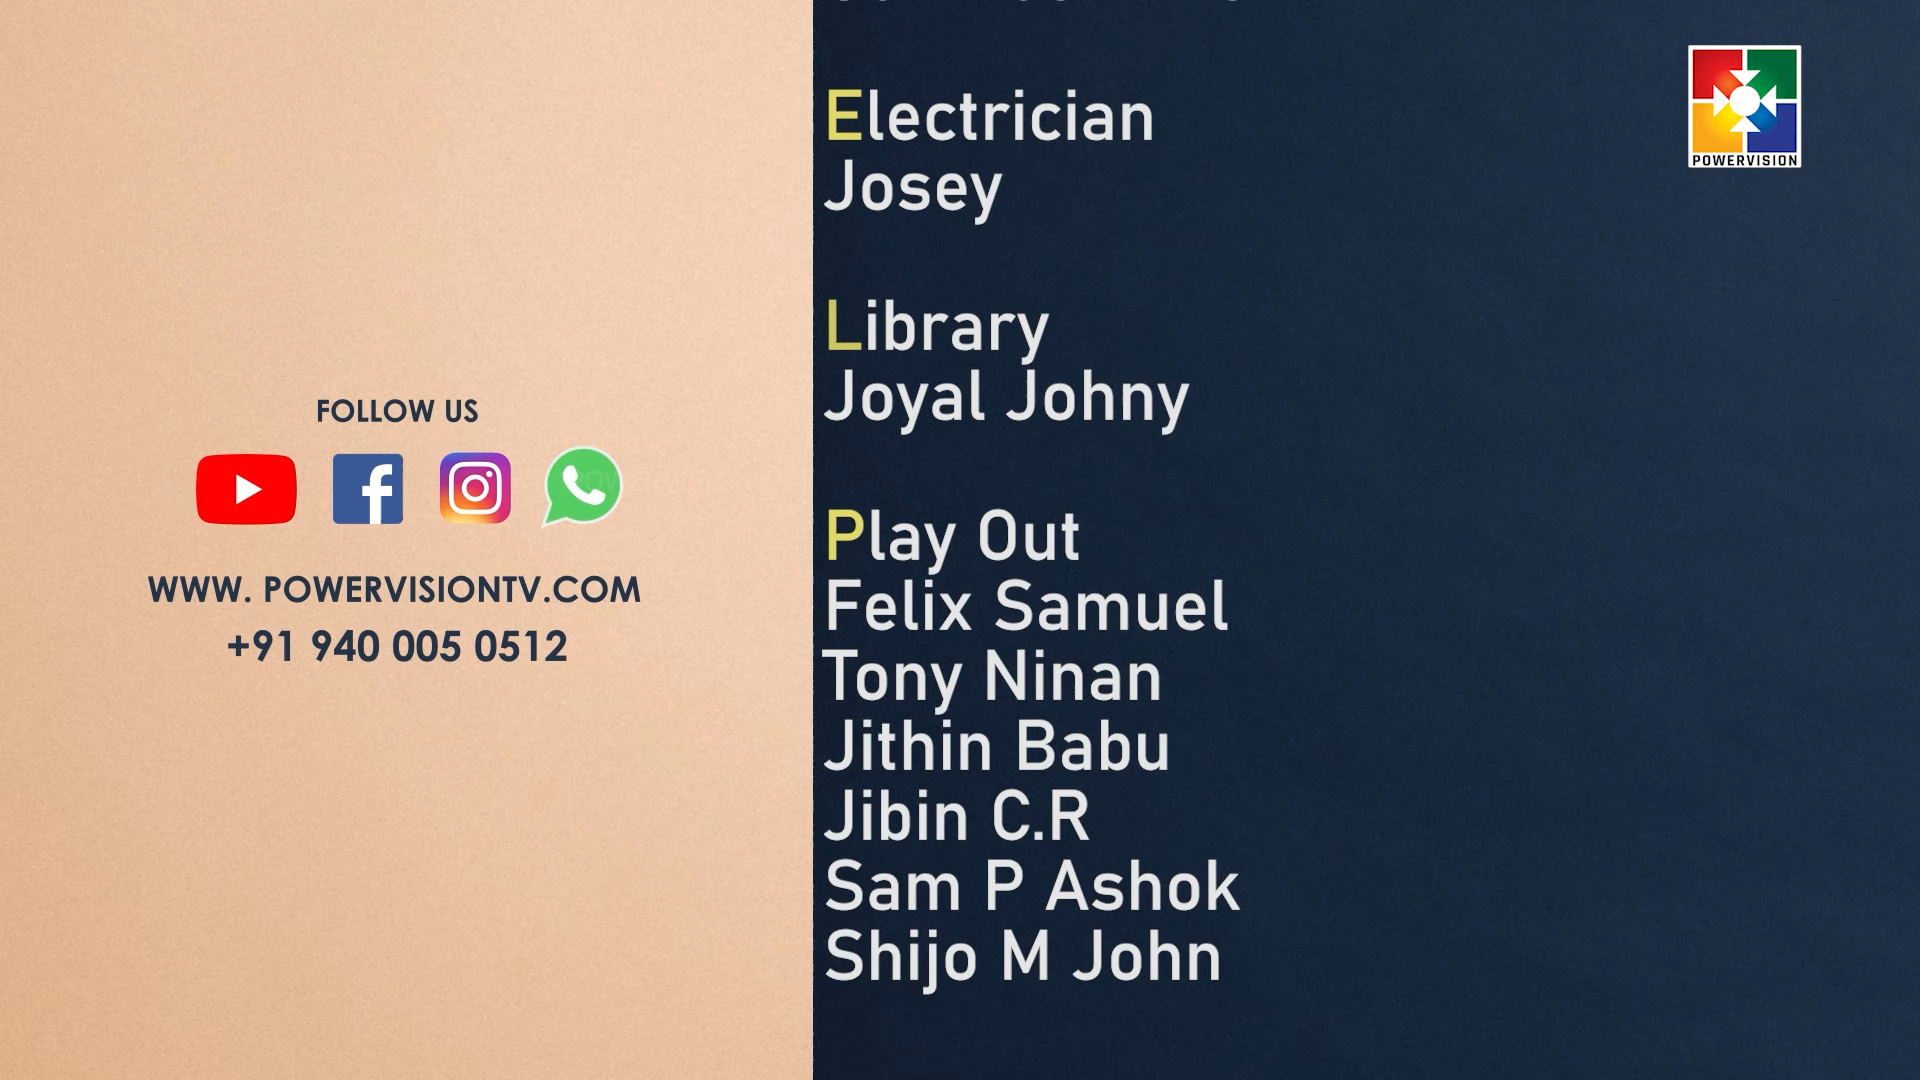 FOLLOW US
WWW. POWERVISIONTV.COM
+91 940 005 0512
Electrician
Josey
Library
Joyal Johny
Play Out
Felix Samuel
Tony Ninan
Jithin Babu
Jibin C.R
Sam P Ashok
Shijo M John
POWERVISION